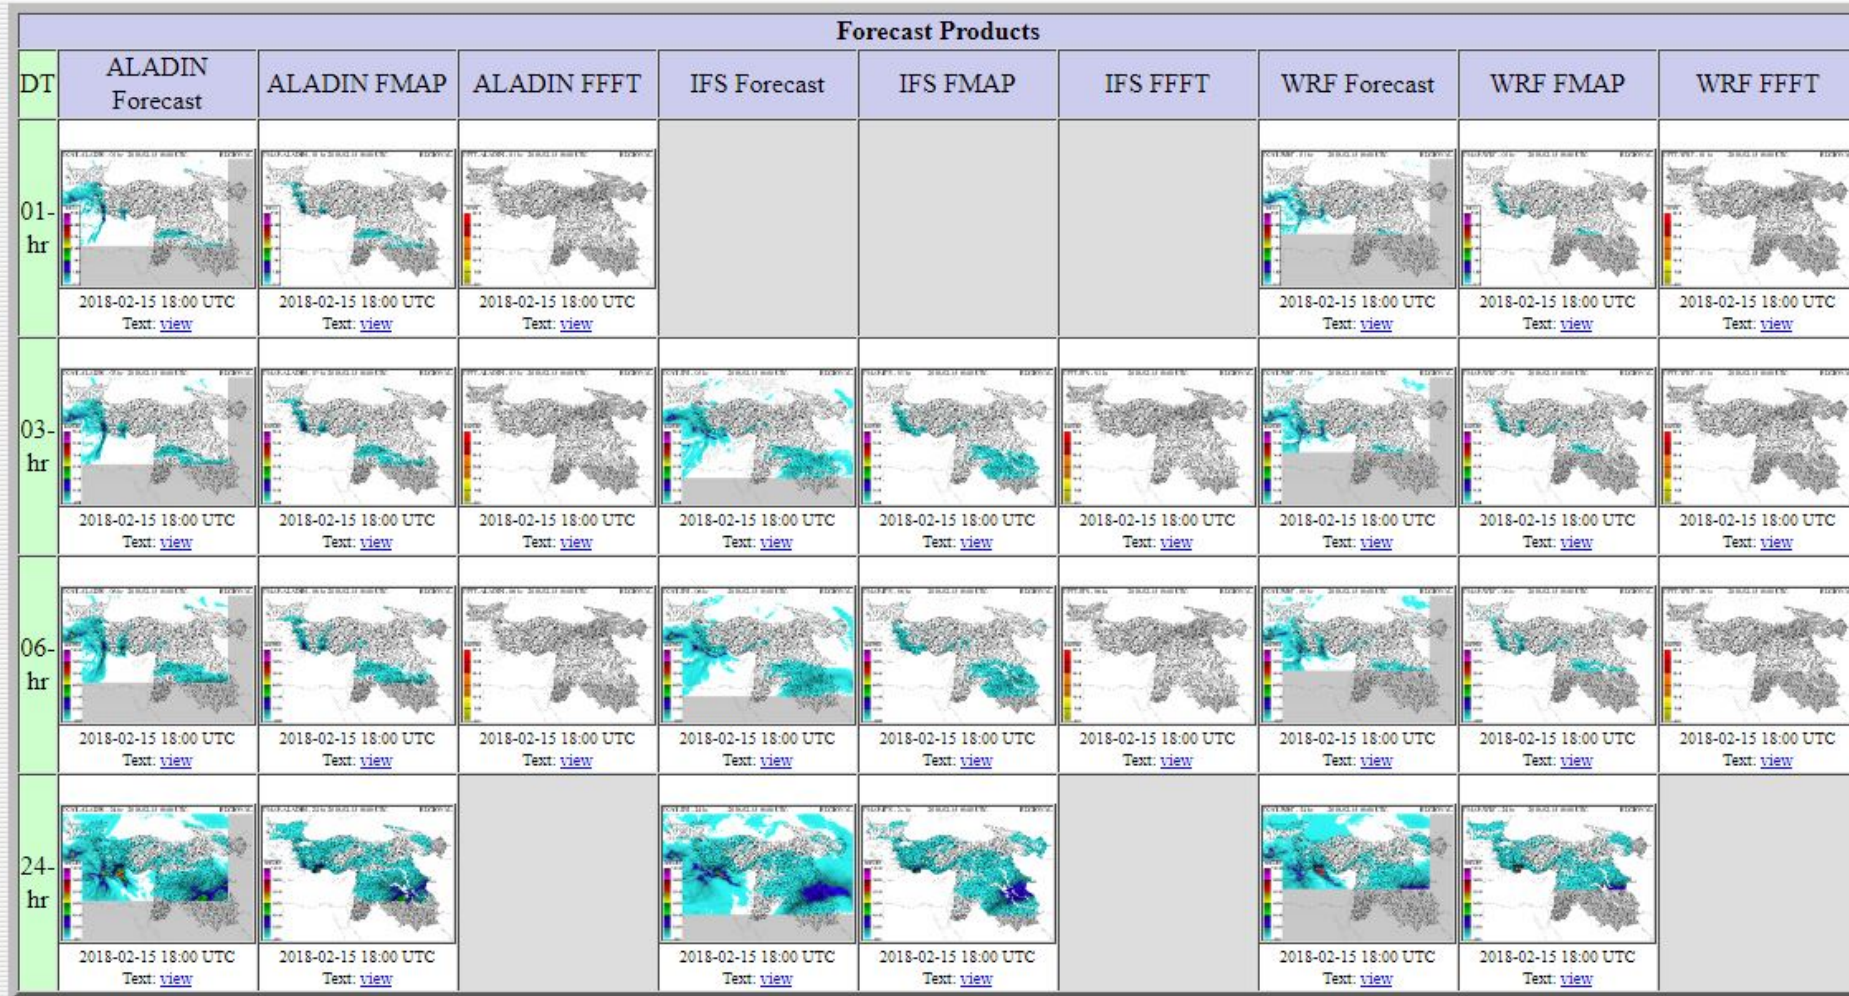 Forecast Products
DT
ALADIN
Forecast
ALADIN FMAP
ALADIN FFFT
IFS Forecast
IFS FMAP
IFS FFFT
WRF Forecast
WRF FMAP
WRF FFFT
01-
hr
2018-02-15 18:00 UTC 2018-02-15 18:00 UTC 2018-02-15 18:00 UTC 2018-02-15 18:00 UTC 2018-02-15 18:00 UTC 2018-02-15 18:00 UTC
Text: view Text: view Text: view Text: view Text: view Text: view
03-
hr
2018-02-15 18:00 UTC 2018-02-15 18:00 UTC 2018-02-15 18:00 UTC 2018-02-15 18:00 UTC 2018-02-15 18:00 UTC 2018-02-15 18:00 UTC 2018-02-15 18:00 UTC 2018-02-15 18:00 UTC 2018-02-15 18:00 UTC
Text: view Text: view Text: view Text: view Text: view Text: view Text: view Text: view Text: view
06-
hr
2018-02-15 18:00 UTC 2018-02-15 18:00 UTC 2018-02-15 18:00 UTC 2018-02-15 18:00 UTC 2018-02-15 18:00 UTC 2018-02-15 18:00 UTC 2018-02-15 18:00 UTC 2018-02-15 18:00 UTC 2018-02-15 18:00 UTC
Text: view Text: view Text: view Text: view Text: view Text: view Text: view Text: view Text: view
24-
hr
2018-02-15 18:00 UTC 2018-02-15 18:00 UTC 2018-02-15 18:00 UTC 2018-02-15 18:00 UTC 2018-02-15 18:00 UTC 2018-02-15 18:00 UTC
Text: view Text: view Text: view Text: view Text: view Text: view